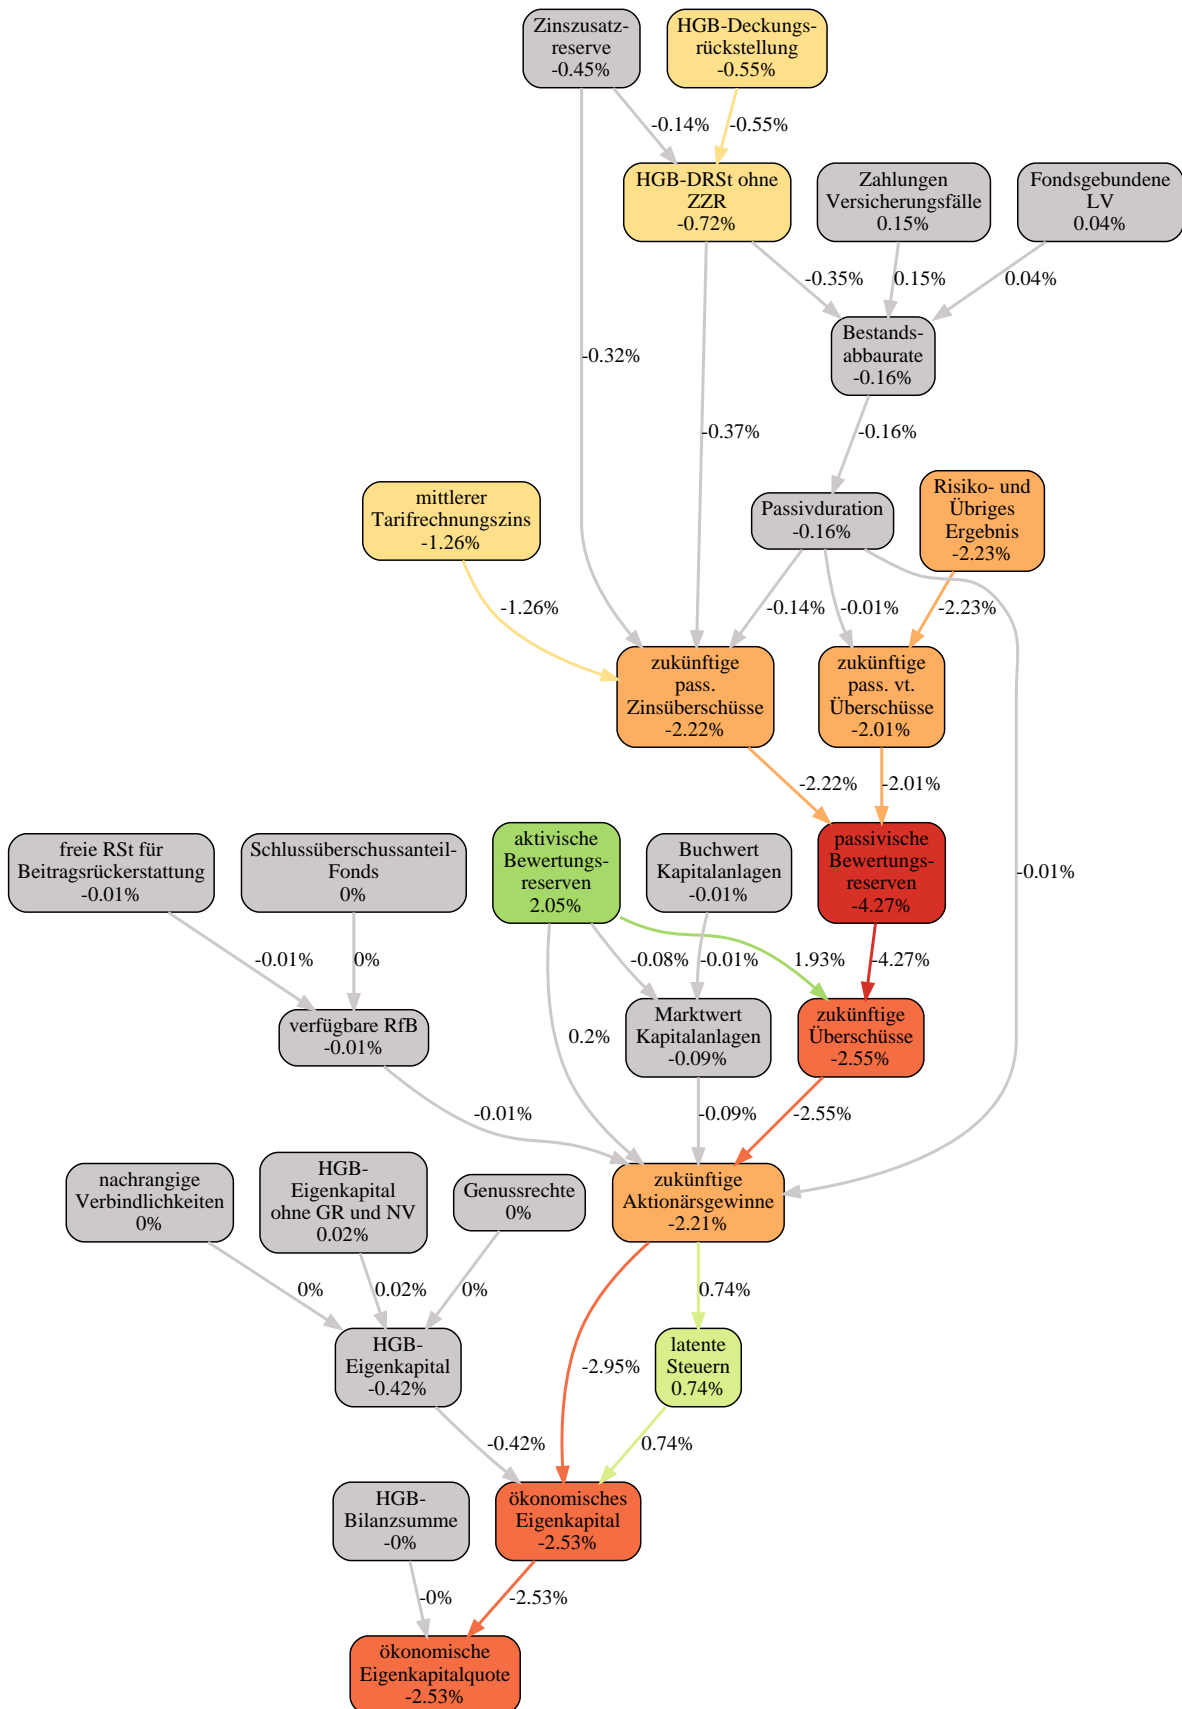 Zinszusatz-
reserve
-0.45%
HGB-Deckungs-
rückstellung
-0.55%
-0.14%
-0.55%
HGB-DRSt ohne
ZZR
-0.72%
Zahlungen
Versicherungsfälle
0.15%
Fondsgebundene
LV
0.04%
-0.35%
0.15%
0.04%
Bestands-
abbaurate
-0.16%
-0.32%
-0.37%
-0.16%
mittlerer
Tarifrechnungszins
-1.26%
Passivduration
-0.16%
Risiko- und
Übriges
Ergebnis
-2.23%
-1.26%
-0.14%
-0.01%
-2.23%
zukünftige
pass.
Zinsüberschüsse
-2.22%
zukünftige
pass. vt.
Überschüsse
-2.01%
-2.22%
-2.01%
freie RSt für
Beitragsrückerstattung
-0.01%
Schlussüberschussanteil-
Fonds
0%
aktivische
Bewertungs-
reserven
2.05%
Buchwert
Kapitalanlagen
-0.01%
passivische
Bewertungs-
reserven
-4.27%
-0.01%
-0.01%
0%
-0.08%
-0.01%
1.93%
-4.27%
verfügbare RfB
-0.01%
0.2%
Marktwert
Kapitalanlagen
-0.09%
zukünftige
Überschüsse
-2.55%
-0.01%
-0.09%
-2.55%
nachrangige
Verbindlichkeiten
0%
HGB-
Eigenkapital
ohne GR und NV
0.02%
Genussrechte
0%
zukünftige
Aktionärsgewinne
-2.21%
0%
0.02%
0%
0.74%
HGB-
Eigenkapital
-0.42%
-2.95%
latente
Steuern
0.74%
-0.42%
0.74%
HGB-
Bilanzsumme
-0%
ökonomisches
Eigenkapital
-2.53%
-0%
-2.53%
ökonomische
Eigenkapitalquote
-2.53%